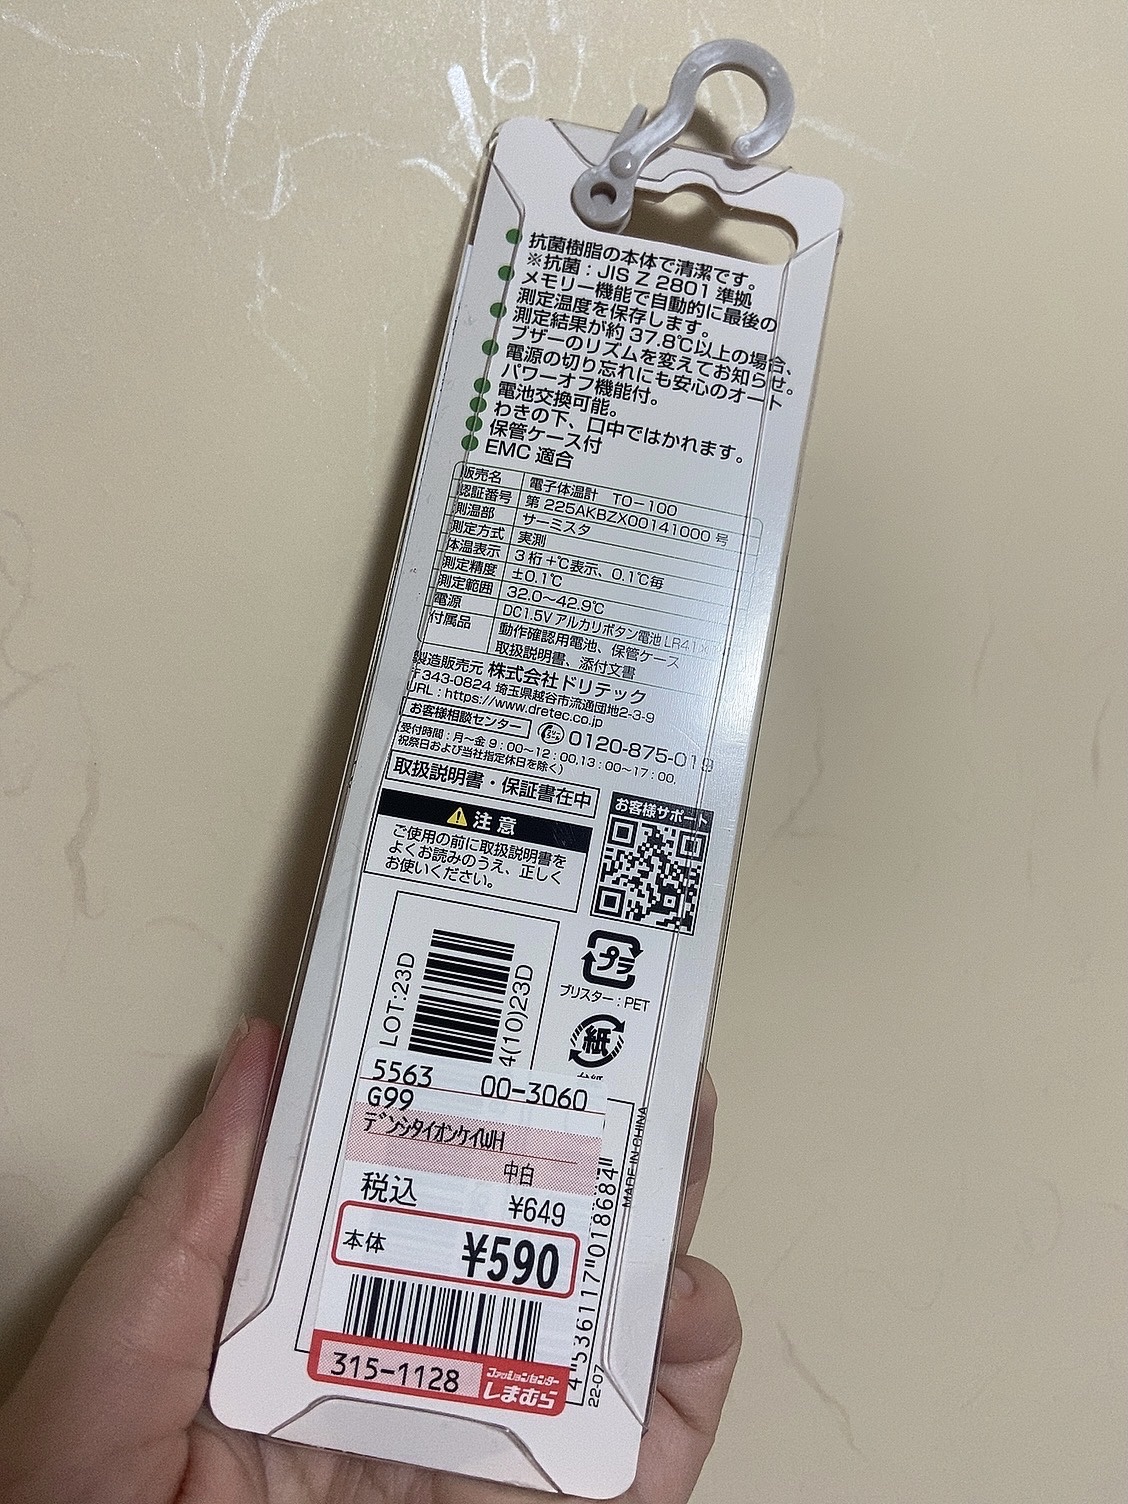 抗菌樹脂の本体で清潔です。
※抗菌：JIS Z 2801 準拠
メモリー機能で自動的に最後の
測定温度を保存します。
測定結果が約 37.8℃以上の場合、
ブザーのリズムを変えてお知らせ。
電源の切り忘れにも安心のオート
パワーオフ機能付。
電池交換可能。
わきの下、口中ではかれます。
保管ケース付
EMC 適合
販売名 電子体温計 TO-100
認証番号 第 225AKBZX00141000 号
測温部 サーミスタ
測定方式 実測
体温表示 3桁+℃表示、0.1℃毎
測定精度 ±0.1℃
測定範囲 32.0〜42.9℃
電源 DC1.5V アルカリボタン電池 LR41
付属品 動作確認用電池、保管ケース
取扱説明書、添付文書
製造販売元 株式会社ドリテック
〒343-0824 埼玉県越谷市流通団地2-3-9
URL：https://www.dretec.co.jp
お客様相談センター 0120-875-019
(受付時間：月〜金 9：00〜12：00,13：00〜17：00,
祝祭日および当社指定休日を除く)
取扱説明書・保証書在中
注意
ご使用の前に取扱説明書を
よくお読みのうえ、正しく
お使いください。
お客様サポート
プラ
ブリスター：PET
紙
LOT:23D
4(10)23D
5563 00-3060
G99
デンシタイオンケイWH
中白
税込 ¥649
本体 ¥590
315-1128
ファッションセンター
しまむら
4"536117"018684"
MADE IN CHINA
22-07